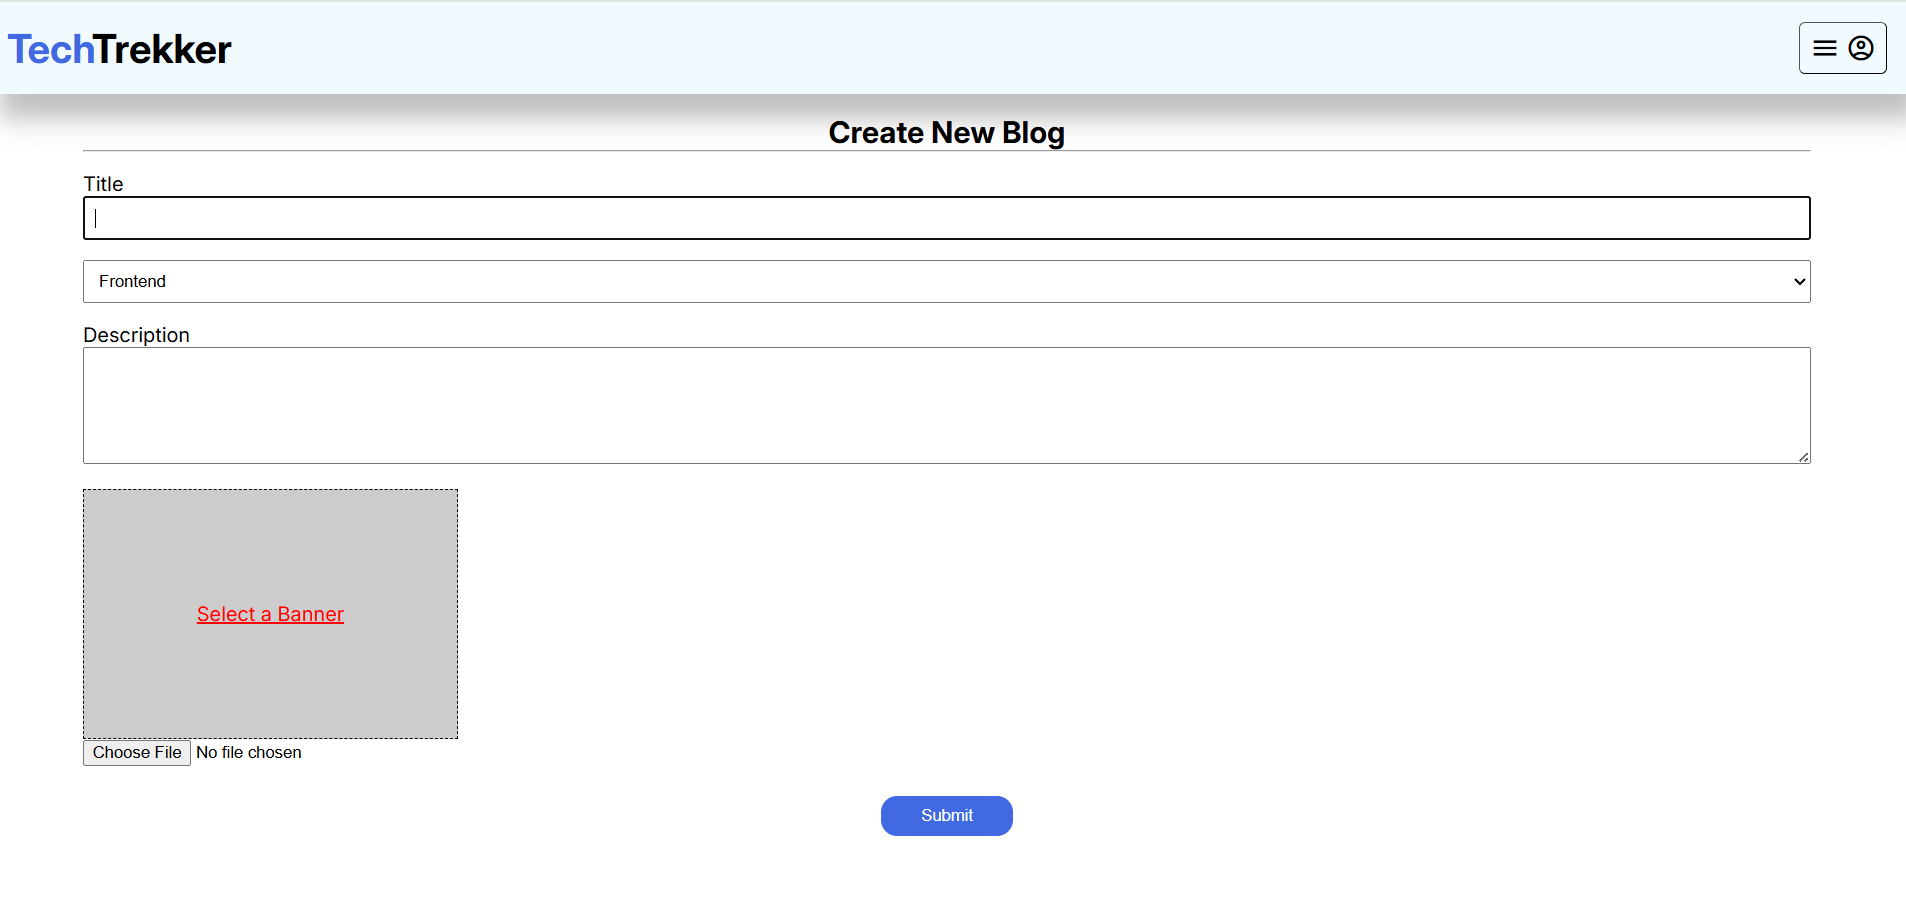 TechTrekker
Create New Blog
Title
Frontend
Description
Select a Banner
Choose File No file chosen
Submit